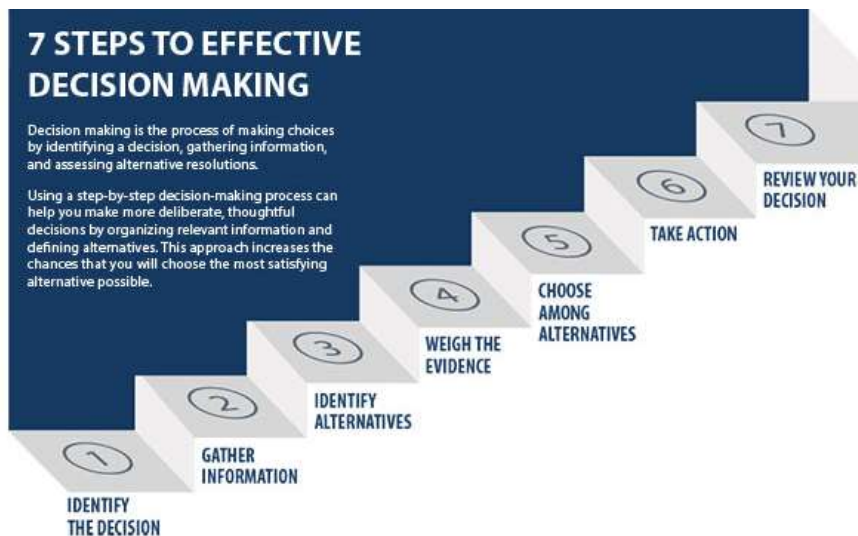 7 STEPS TO EFFECTIVE
DECISION MAKING
Decision making is the process of making choices
by identifying a decision, gathering information,
and assessing alternative resolutions.
Using a step-by-step decision-making process can
help you make more deliberate, thoughtful
decisions by organizing relevant information and
defining alternatives. This approach increases the
chances that you will choose the most satisfying
alternative possible.
1
IDENTIFY
THE DECISION
2
GATHER
INFORMATION
3
IDENTIFY
ALTERNATIVES
4
WEIGH THE
EVIDENCE
5
CHOOSE
AMONG
ALTERNATIVES
6
TAKE ACTION
7
REVIEW YOUR
DECISION